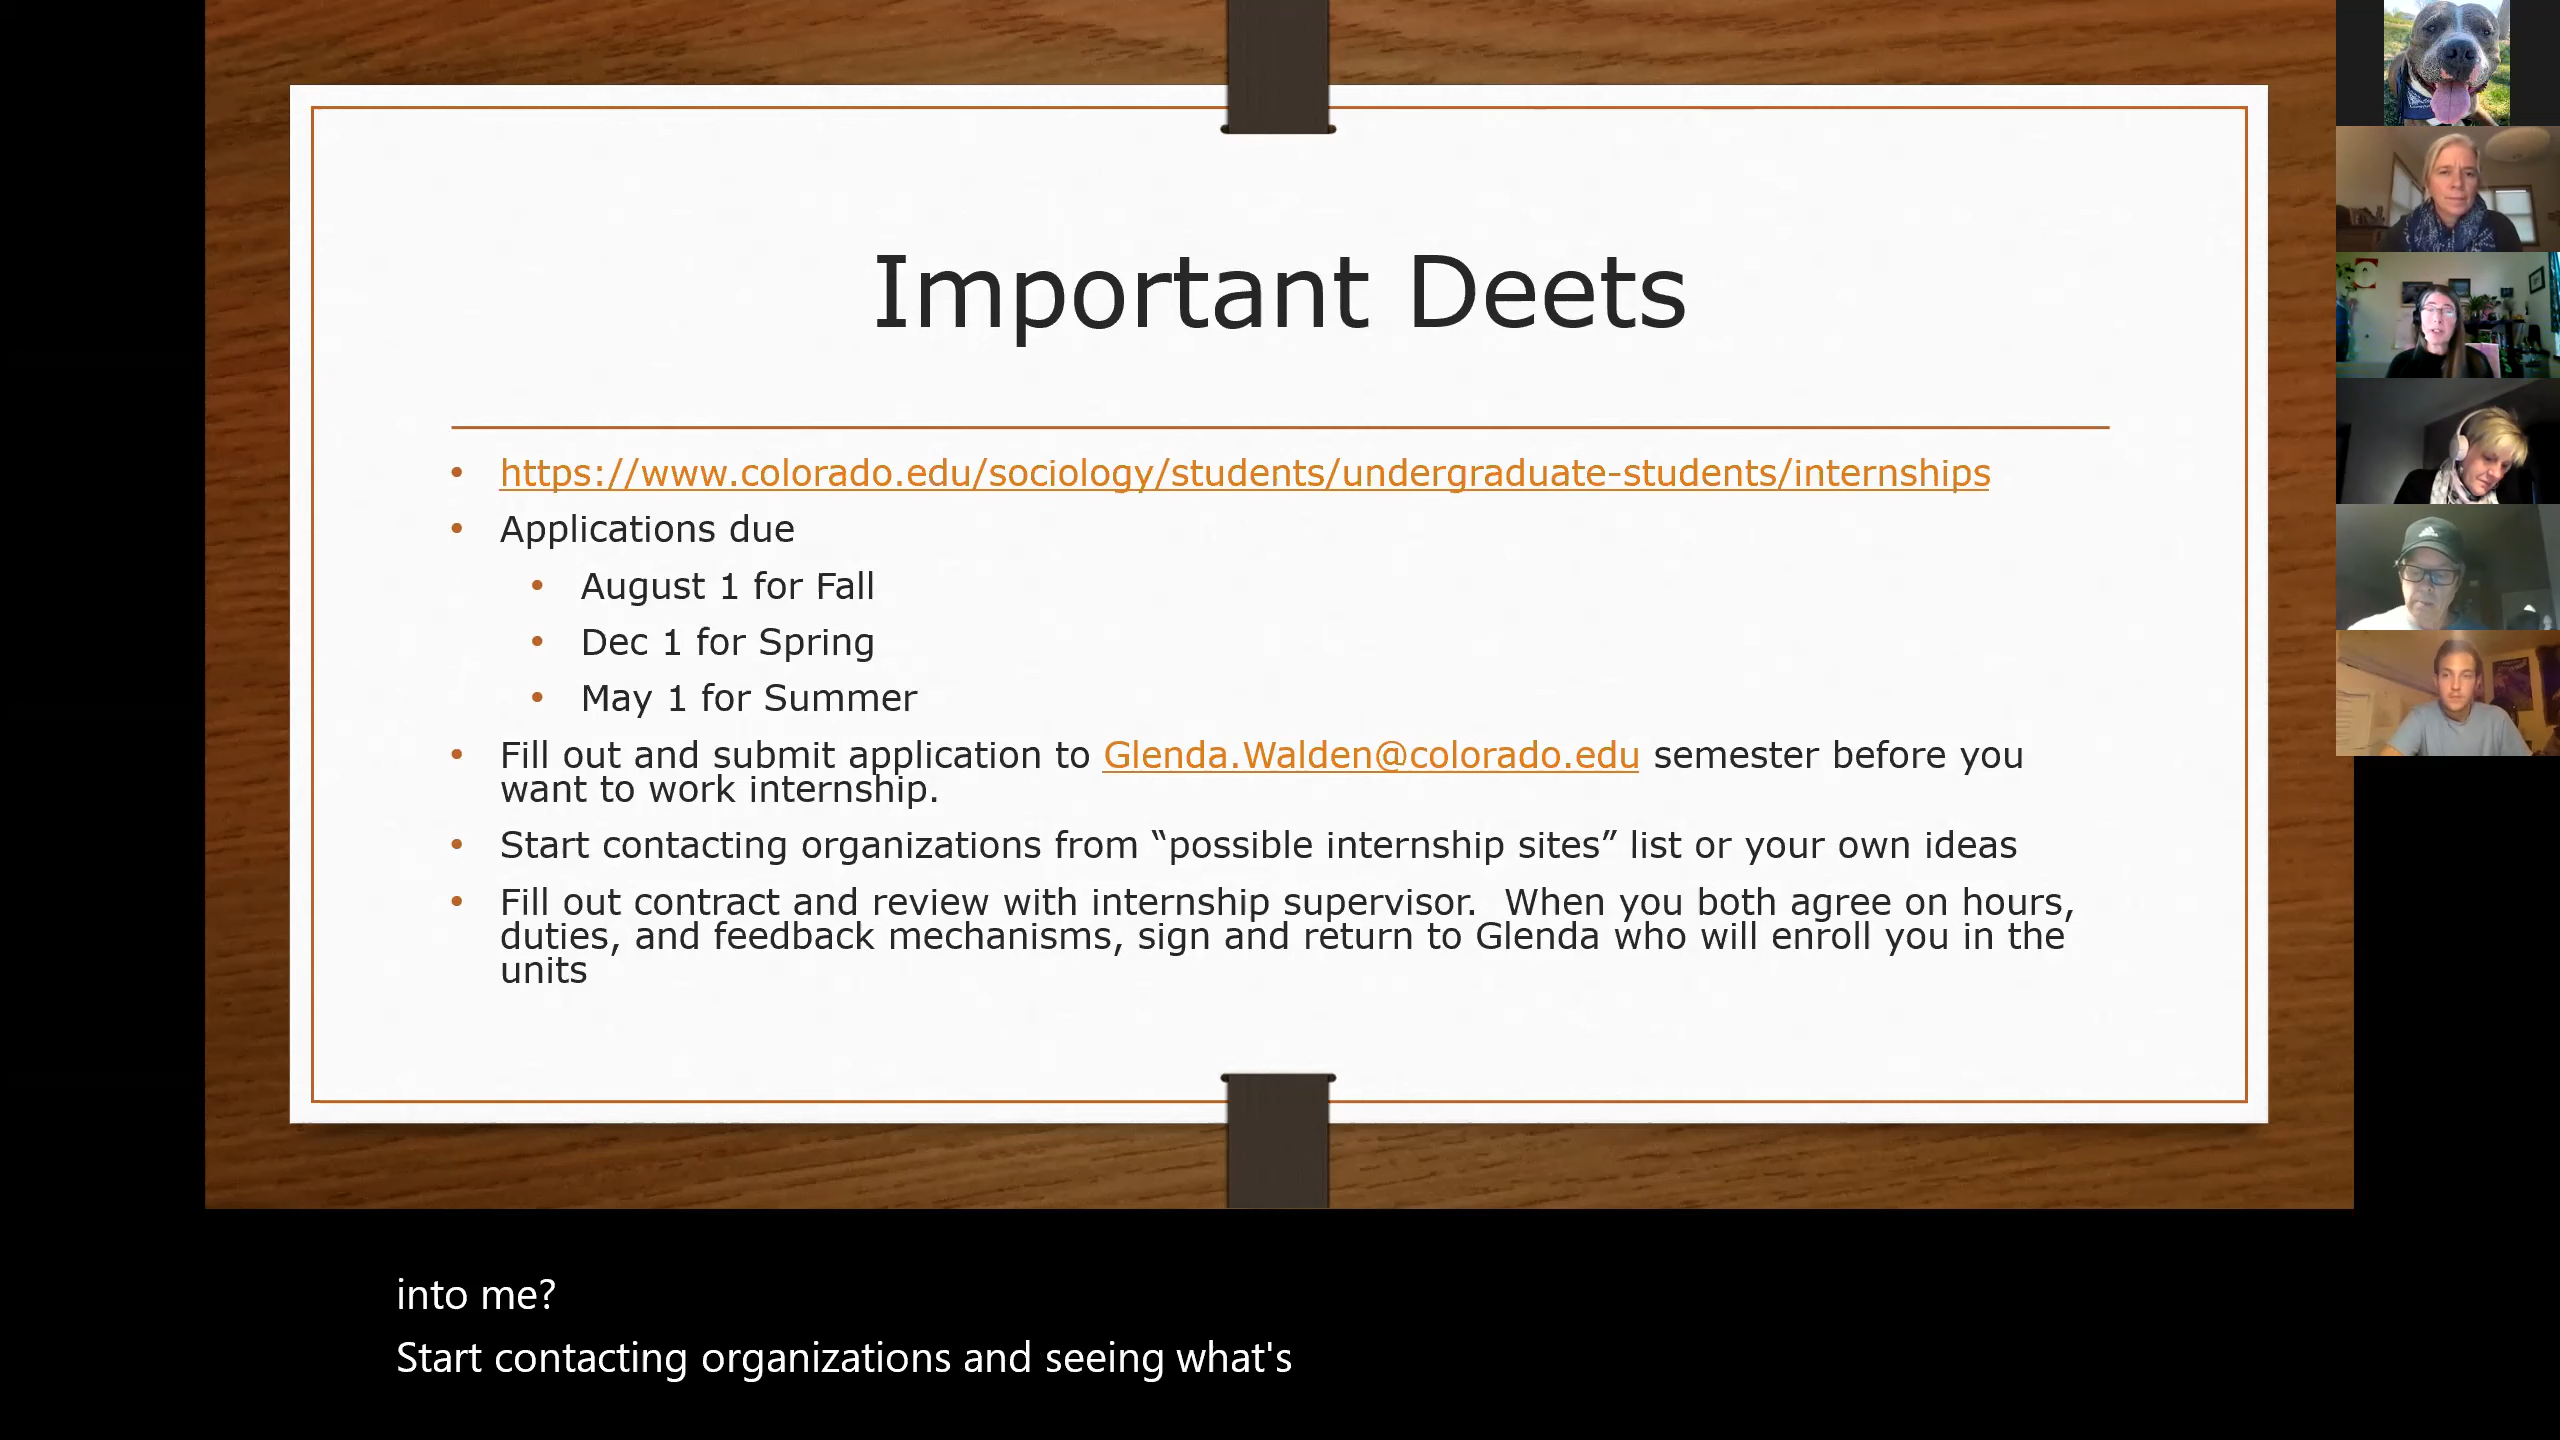 Important Deets
• https://www.colorado.edu/sociology/students/undergraduate-students/internships
• Applications due
• August 1 for Fall
• Dec 1 for Spring
• May 1 for Summer
• Fill out and submit application to Glenda.Walden@colorado.edu semester before you
want to work internship.
• Start contacting organizations from “possible internship sites” list or your own ideas
• Fill out contract and review with internship supervisor.  When you both agree on hours,
duties, and feedback mechanisms, sign and return to Glenda who will enroll you in the
units
into me?
Start contacting organizations and seeing what's